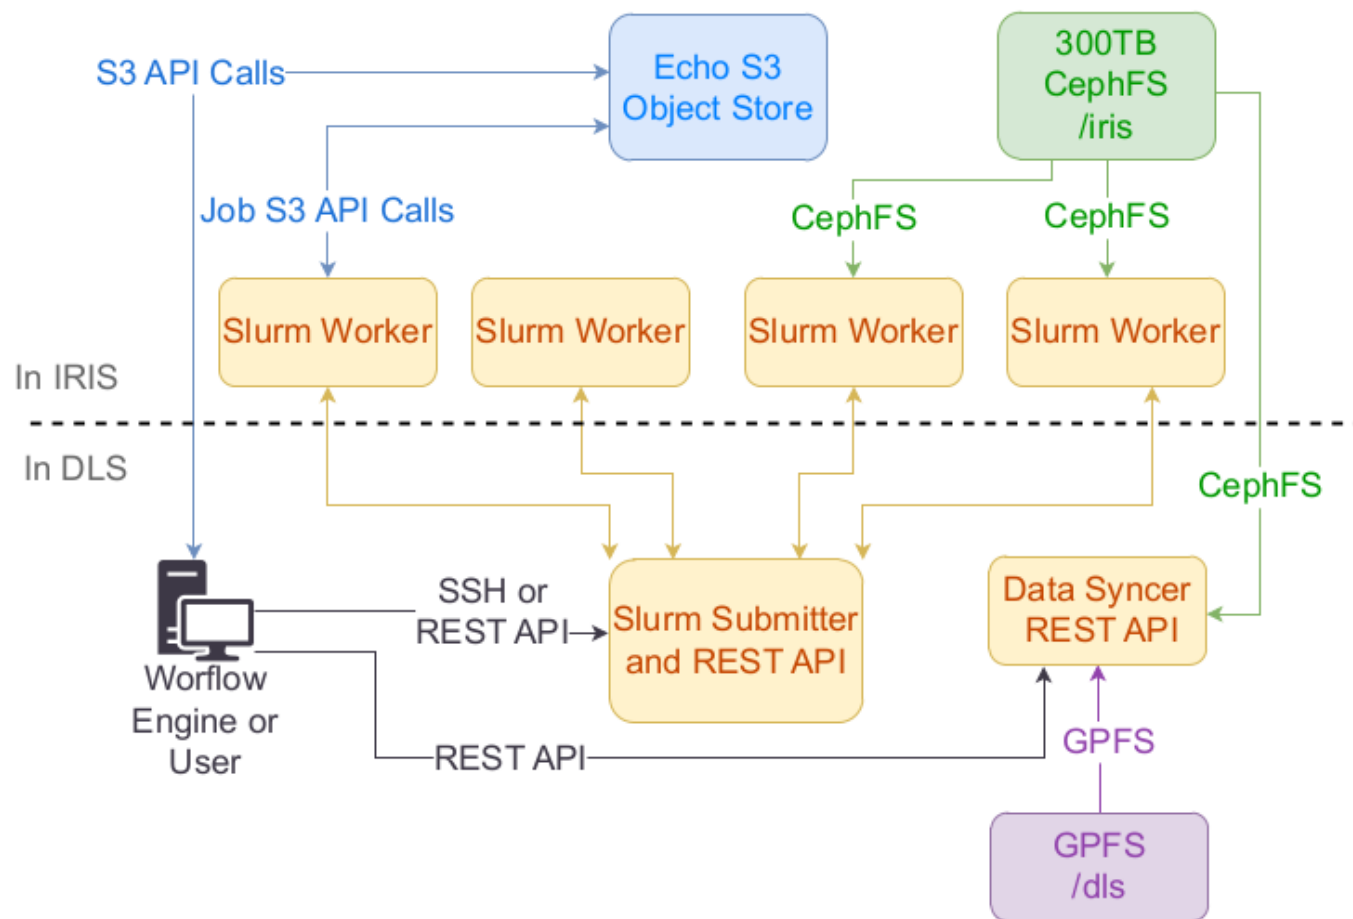 S3 API Calls
Echo S3
Object Store
300TB
CephFS
/iris
Job S3 API Calls
CephFS
CephFS
Slurm Worker
Slurm Worker
Slurm Worker
Slurm Worker
In IRIS
In DLS
CephFS
SSH or
REST API
Slurm Submitter
and REST API
Data Syncer
REST API
Worflow
Engine or
User
REST API
GPFS
GPFS
/dls